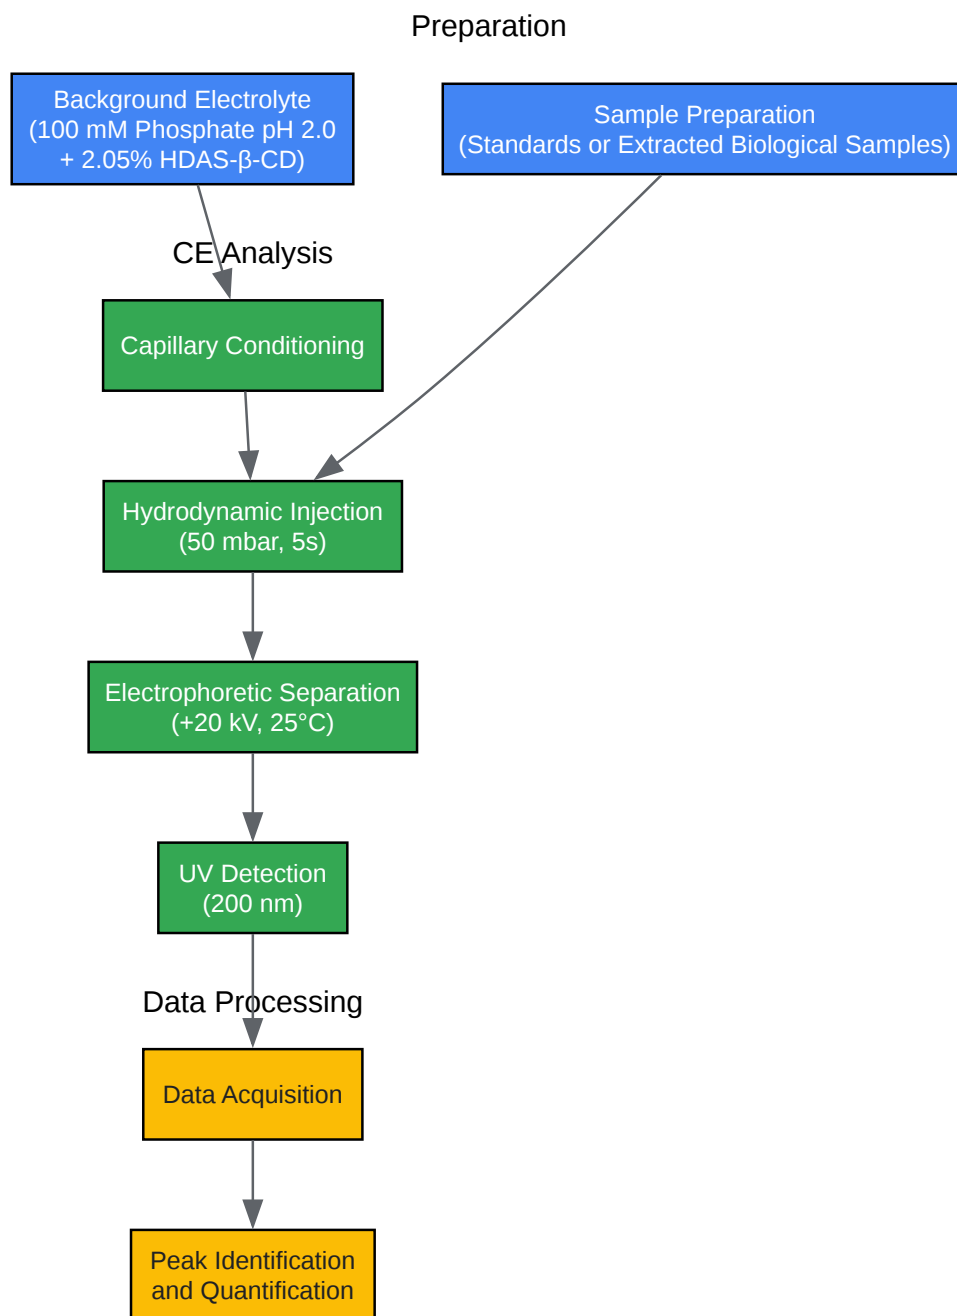 Preparation
Background Electrolyte
(100 mM Phosphate pH 2.0
+ 2.05% HDAS-β-CD)
Sample Preparation
(Standards or Extracted Biological Samples)
CE Analysis
Capillary Conditioning
Hydrodynamic Injection
(50 mbar, 5s)
Electrophoretic Separation
(+20 kV, 25°C)
UV Detection
(200 nm)
Data Processing
Data Acquisition
Peak Identification
and Quantification